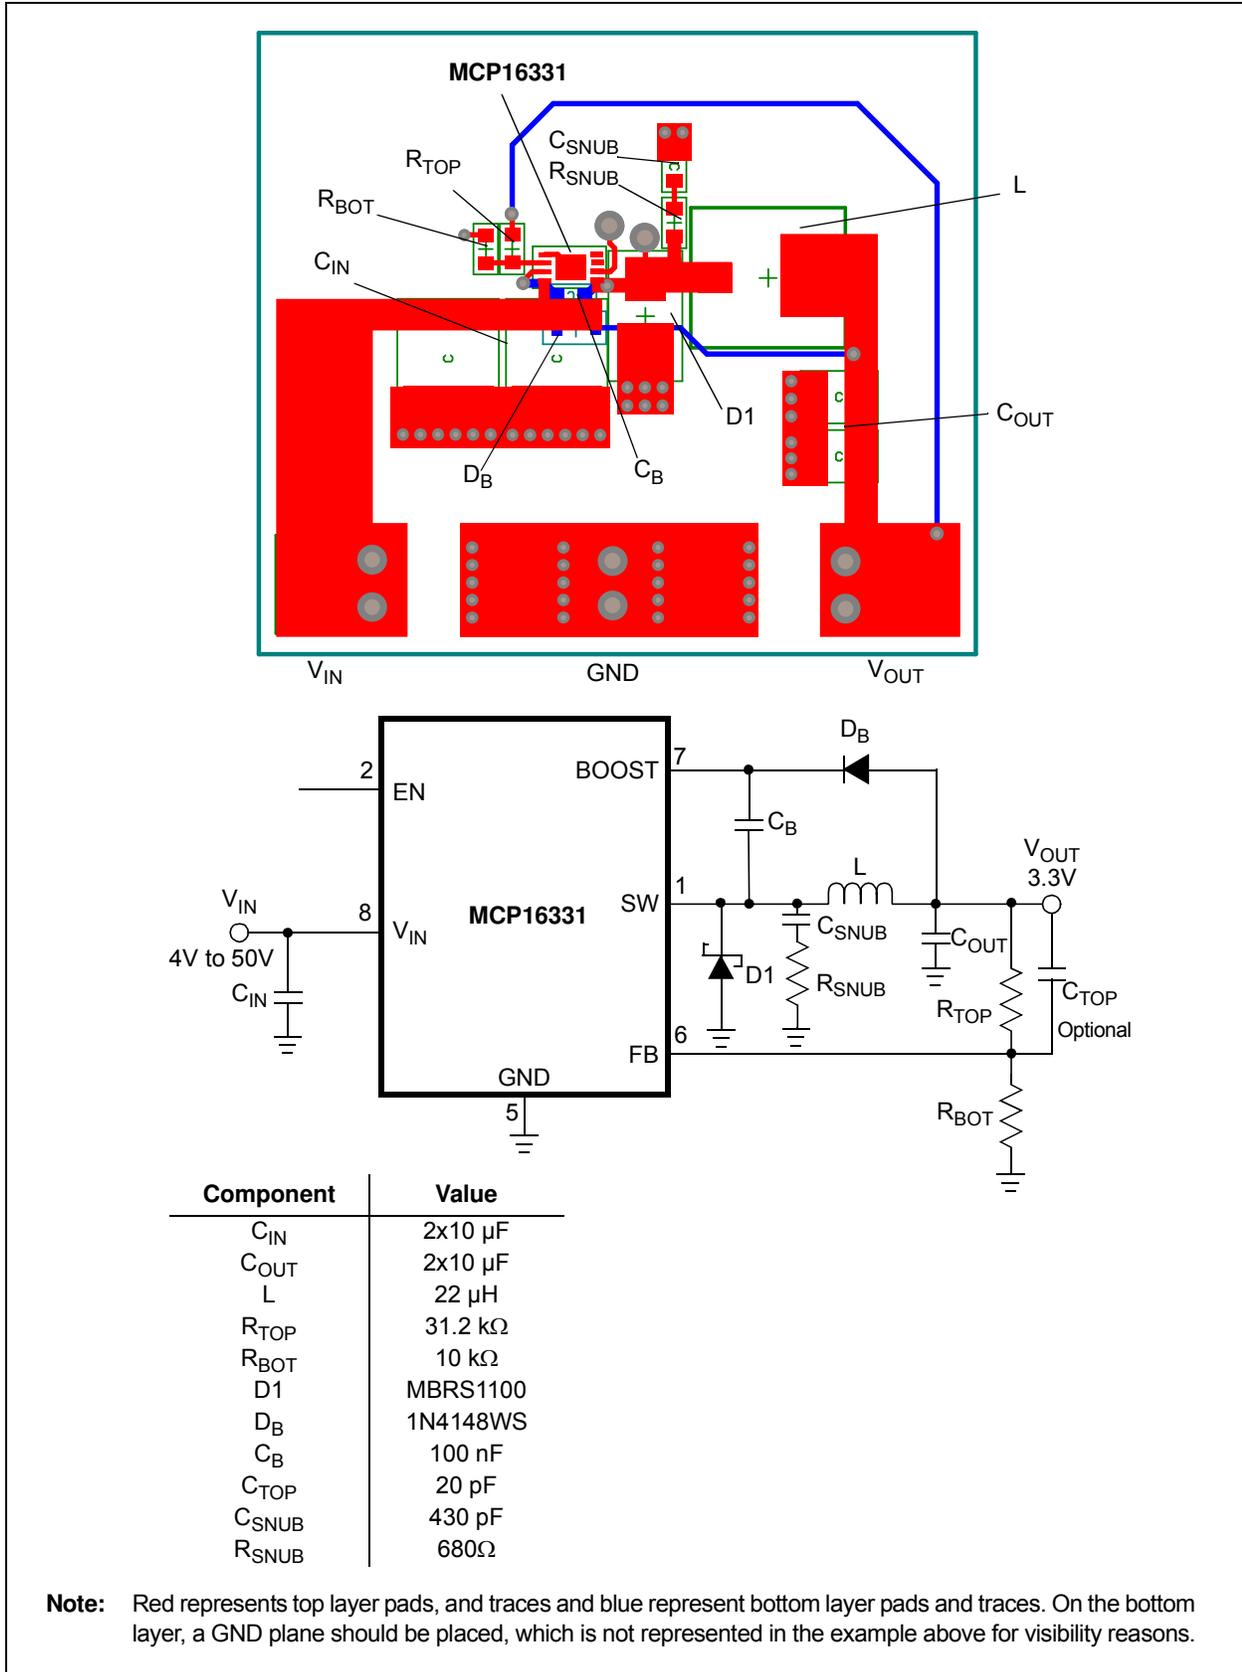 MCP16331
CSNUB
RSNUB
RTOP
RBOT
CIN
L
C
C
C
C
C
D1
COUT
DB
CB
VIN GND VOUT
DB
7
BOOST
2
EN
CB
VOUT
3.3V
L
1
SW
VIN
8
VIN
MCP16331
4V to 50V
CIN
CSNUB
COUT
D1
RSNUB
RTOP
CTOP
Optional
6
FB
GND
5
RBOT
Component Value
CIN 2x10 µF
COUT 2x10 µF
L 22 µH
RTOP 31.2 kΩ
RBOT 10 kΩ
D1 MBRS1100
DB 1N4148WS
CB 100 nF
CTOP 20 pF
CSNUB 430 pF
RSNUB 680Ω
Note: Red represents top layer pads, and traces and blue represent bottom layer pads and traces. On the bottom
layer, a GND plane should be placed, which is not represented in the example above for visibility reasons.